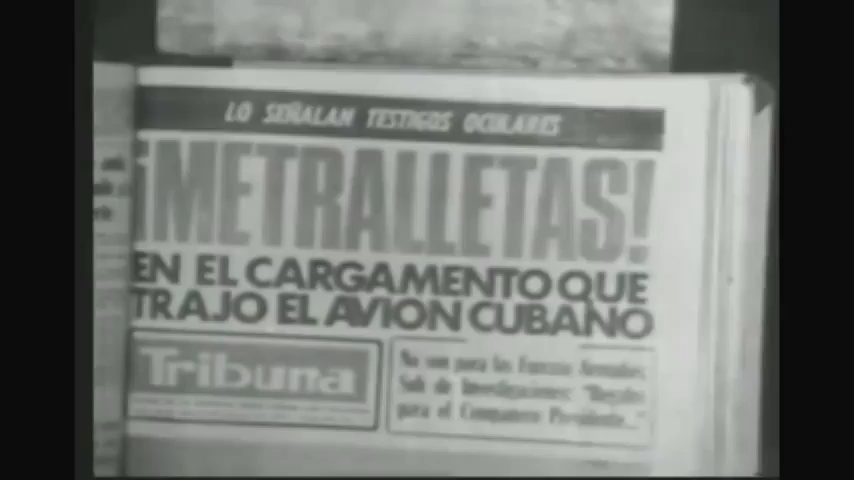 LO SEÑALAN TESTIGOS OCULARES
¡METRALLETAS!
EN EL CARGAMENTO QUE
TRAJO EL AVION CUBANO
Tribuna
No son para las Fuerzas Armadas
Sub de Investigaciones: "Regalos
para el Compañero Presidente..."